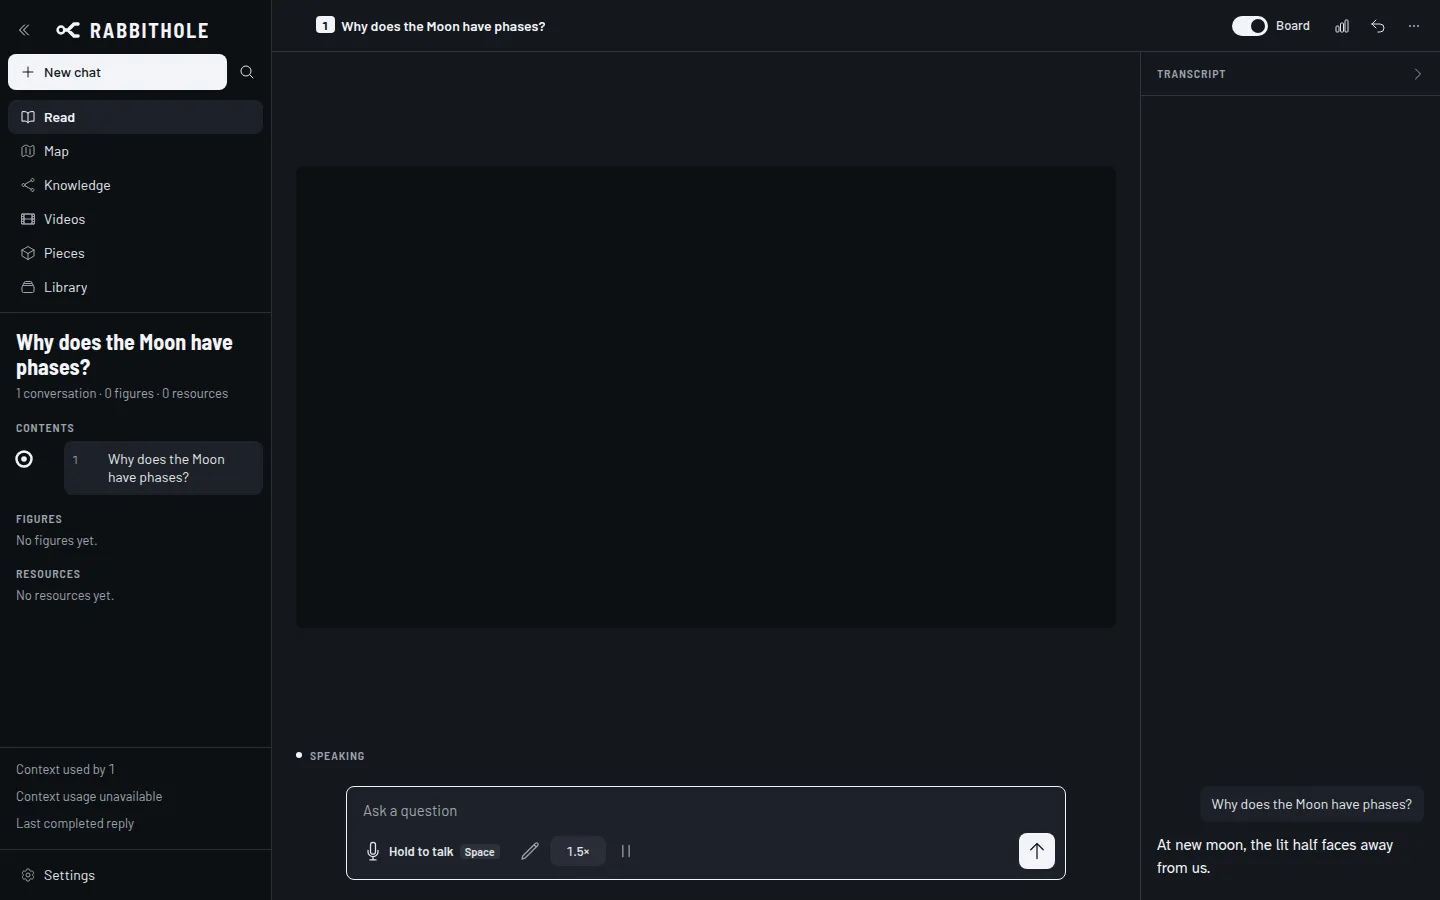 RABBITHOLE
New chat
Read
Map
Knowledge
Videos
Pieces
Library
Why does the Moon have
phases?
1 conversation · 0 figures · 0 resources
CONTENTS
1 Why does the Moon
have phases?
FIGURES
No figures yet.
RESOURCES
No resources yet.
Context used by 1
Context usage unavailable
Last completed reply
Settings
1 Why does the Moon have phases?
Board
SPEAKING
Ask a question
Hold to talk Space 1.5×
TRANSCRIPT
Why does the Moon have phases?
At new moon, the lit half faces away
from us.